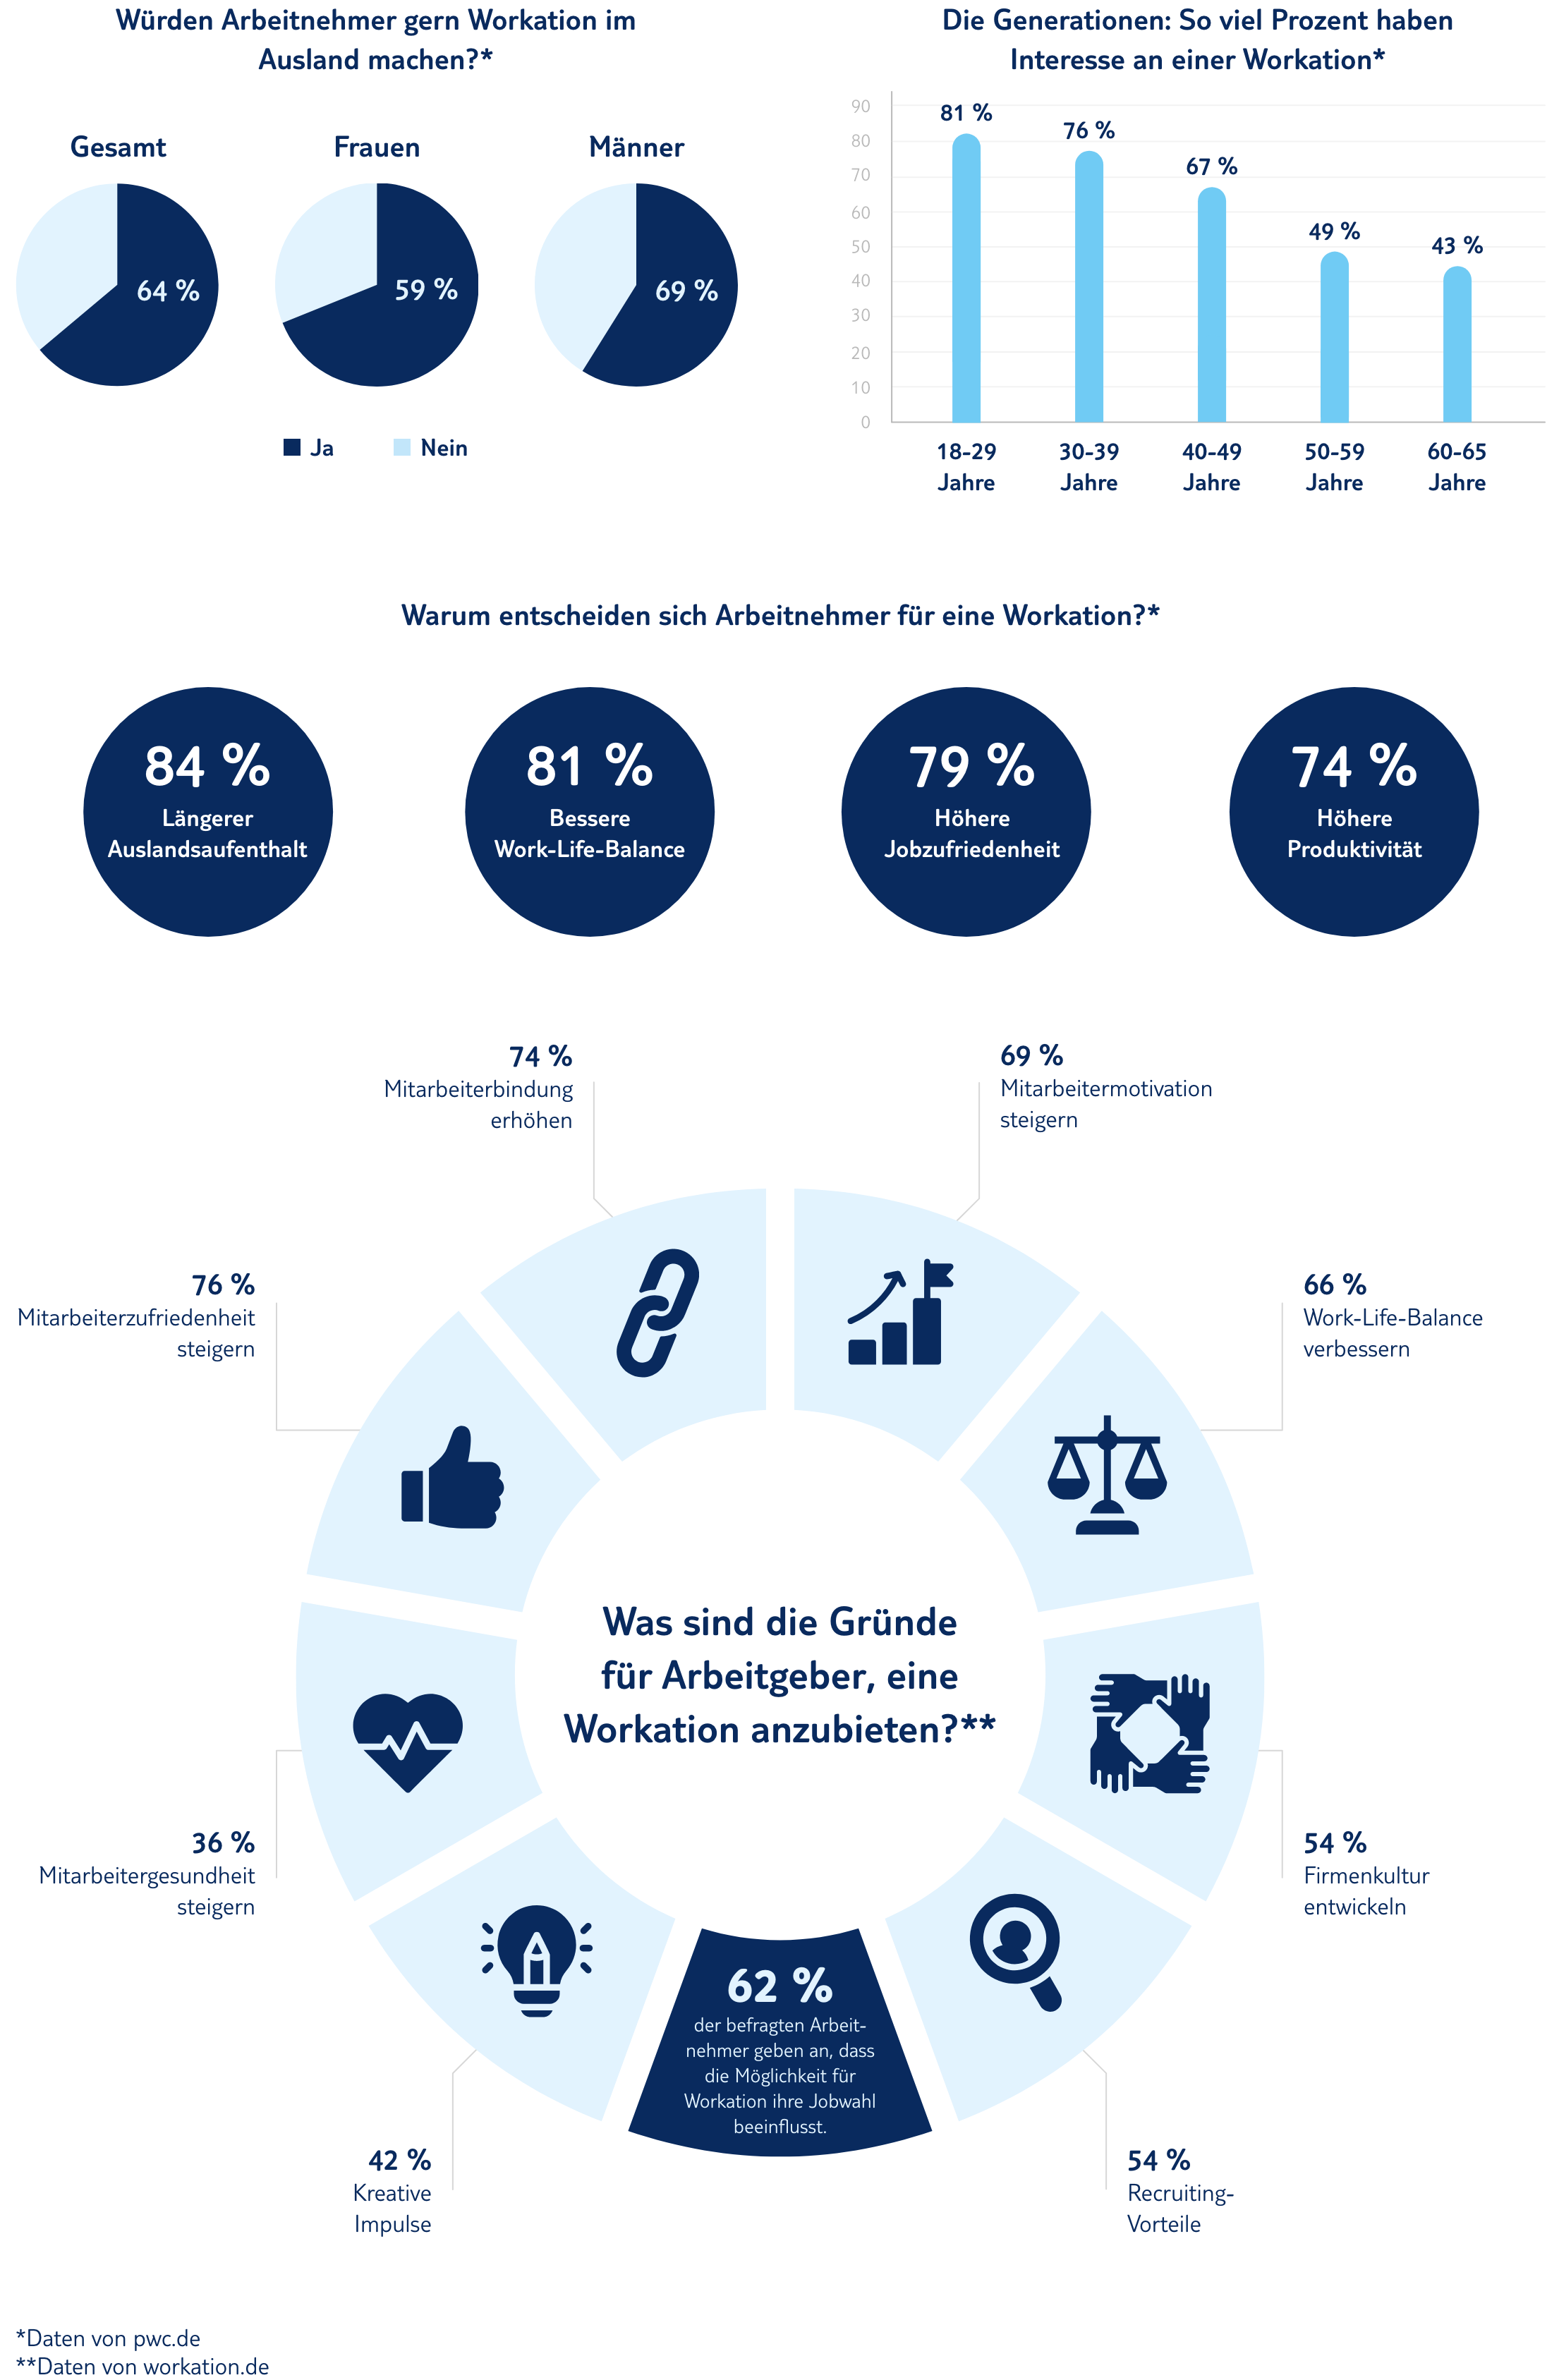 Würden Arbeitnehmer gern Workation im
Ausland machen?*
Gesamt
Frauen
Männer
64 %
59 %
69 %
Ja
Nein
Die Generationen: So viel Prozent haben
Interesse an einer Workation*
90
80
70
60
50
40
30
20
10
0
81 %
76 %
67 %
49 %
43 %
18-29
Jahre
30-39
Jahre
40-49
Jahre
50-59
Jahre
60-65
Jahre
Warum entscheiden sich Arbeitnehmer für eine Workation?*
84 %
Längerer
Auslandsaufenthalt
81 %
Bessere
Work-Life-Balance
79 %
Höhere
Jobzufriedenheit
74 %
Höhere
Produktivität
74 %
Mitarbeiterbindung
erhöhen
69 %
Mitarbeitermotivation
steigern
76 %
Mitarbeiterzufriedenheit
steigern
66 %
Work-Life-Balance
verbessern
Was sind die Gründe
für Arbeitgeber, eine
Workation anzubieten?**
36 %
Mitarbeitergesundheit
steigern
54 %
Firmenkultur
entwickeln
62 %
der befragten Arbeit-
nehmer geben an, dass
die Möglichkeit für
Workation ihre Jobwahl
beeinflusst.
42 %
Kreative
Impulse
54 %
Recruiting-
Vorteile
*Daten von pwc.de
**Daten von workation.de